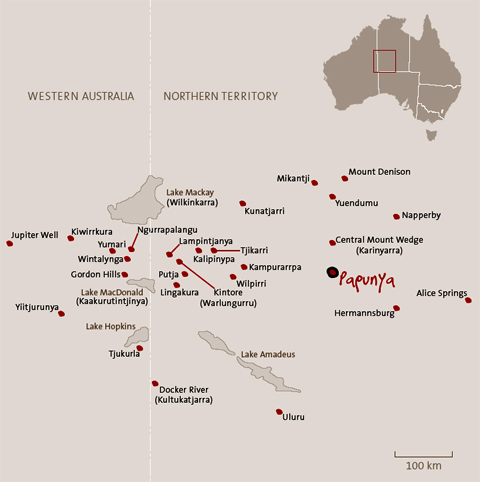 WESTERN AUSTRALIA
NORTHERN TERRITORY
Mount Denison
Mikantji
Lake Mackay
(Wilkinkarra)
Yuendumu
Kunatjarri
Napperby
Ngurrapalangu
Jupiter Well
Kiwirrkura
Lampintjanya
Yumari
Tjikarri
Central Mount Wedge
(Karinyarra)
Wintalynga
Kalipinypa
Kampurarrpa
Gordon Hills
Putja
Papunya
Wilpirri
Lake MacDonald
(Kaakurutintjinya)
Lingakura
Kintore
(Warlungurru)
Alice Springs
Yiitjurunya
Hermannsburg
Lake Hopkins
Tjukurla
Lake Amadeus
Docker River
(Kultukatjarra)
Uluru
100 km